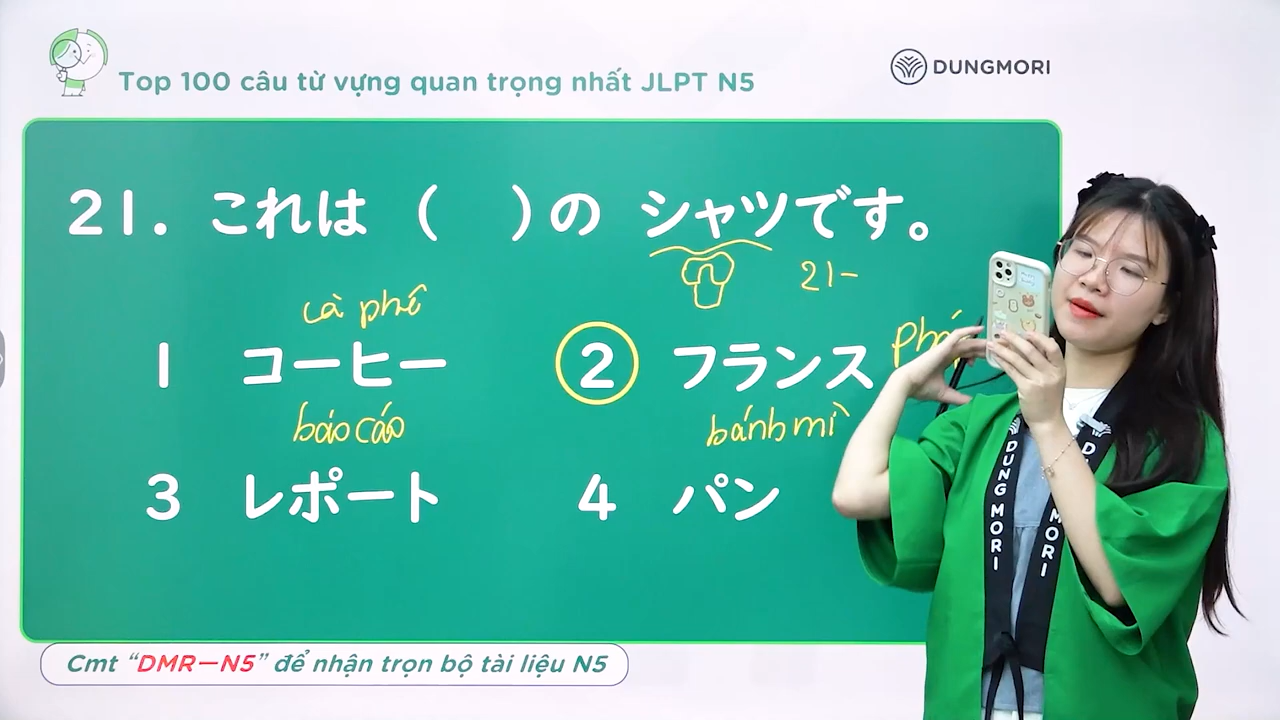 Top 100 câu từ vựng quan trọng nhất JLPT N5
DUNGMORI
21. これは ( )の シャツです。
21-
cà phê
1 コーヒー
2 フランス
báo cáo
bánh mì
3 レポート
4 パン
DUNGMORI
MORI
Cmt “DMR—N5” để nhận trọn bộ tài liệu N5